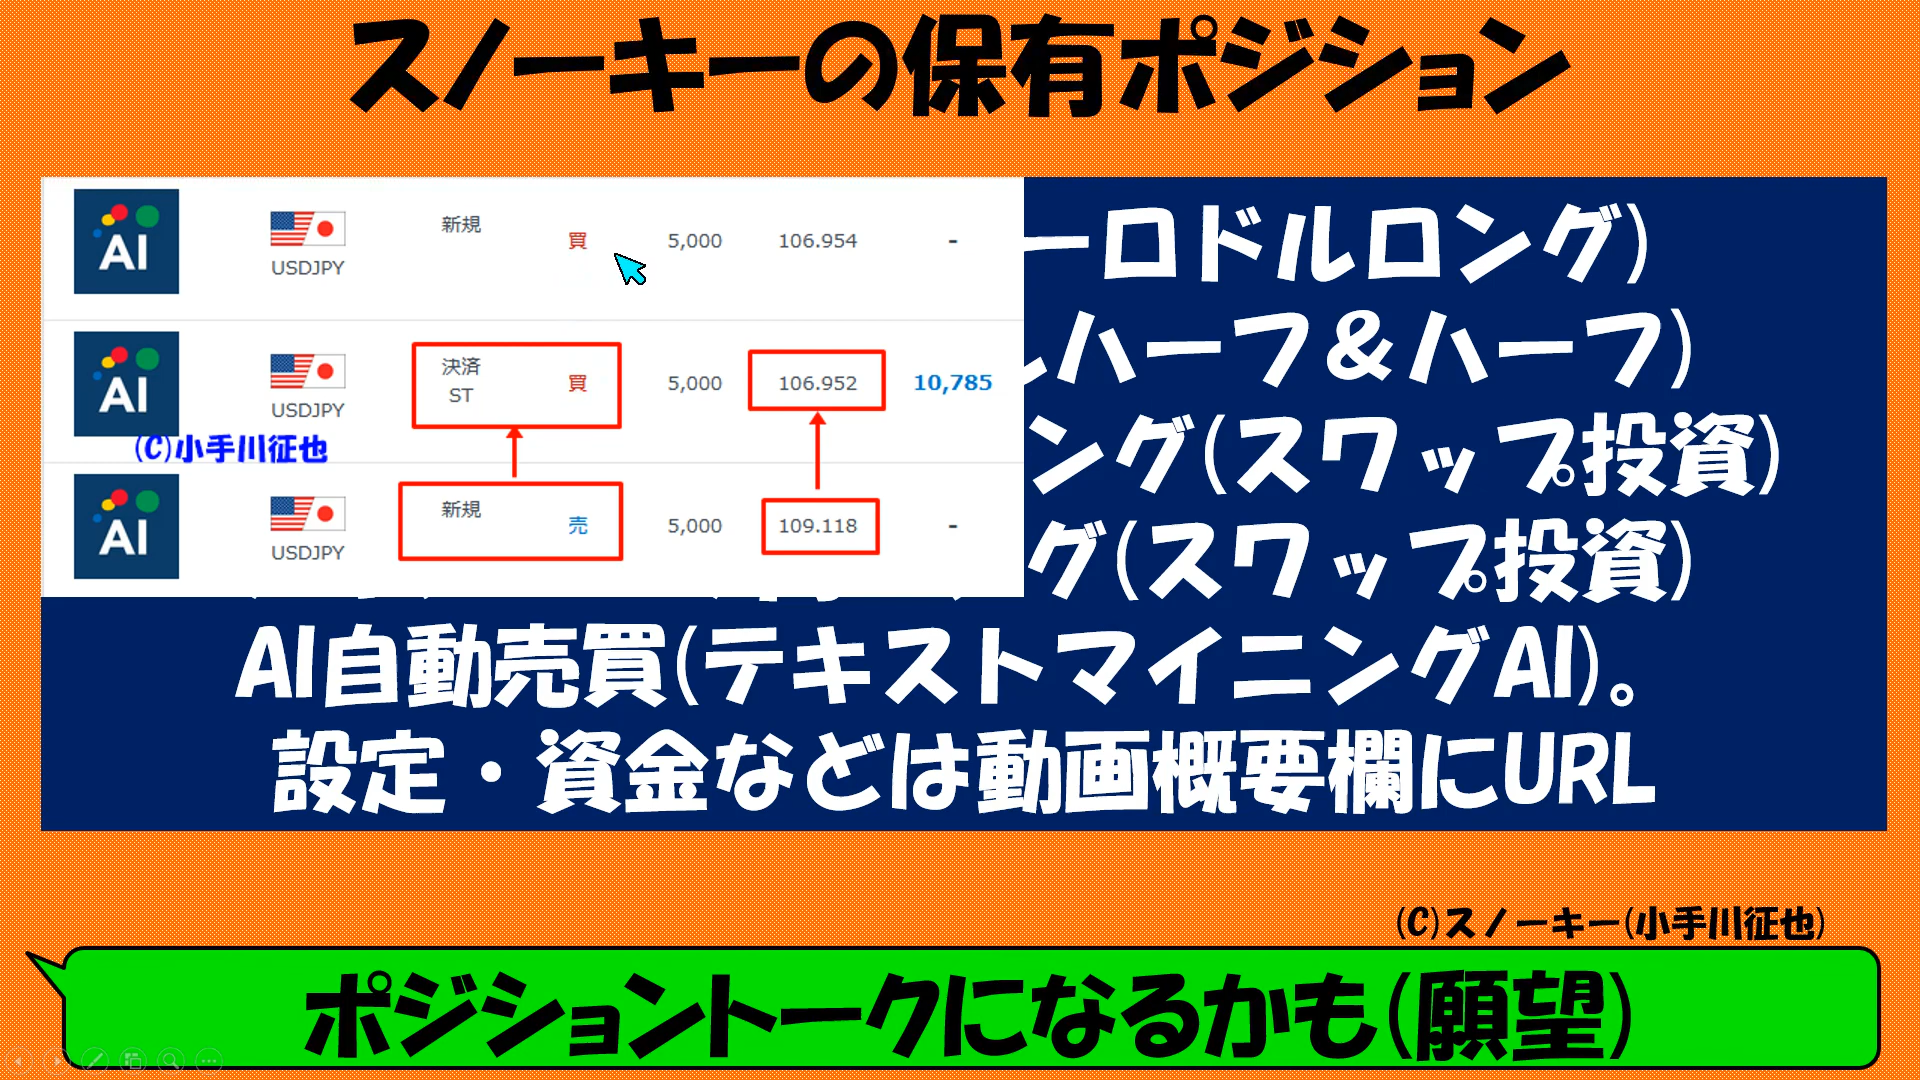 スノーキーの保有ポジション
AI
USDJPY
新規
買
5,000
106.954
-
AI
USDJPY
決済
ST
買
5,000
106.952
10,785
(C)小手川征也
AI
USDJPY
新規
売
5,000
109.118
-
ーロドルロング)
ハーフ&ハーフ)
ング(スワップ投資)
グ(スワップ投資)
AI自動売買(テキストマイニングAI)。
設定・資金などは動画概要欄にURL
(C)スノーキー(小手川征也)
ポジショントークになるかも(願望)